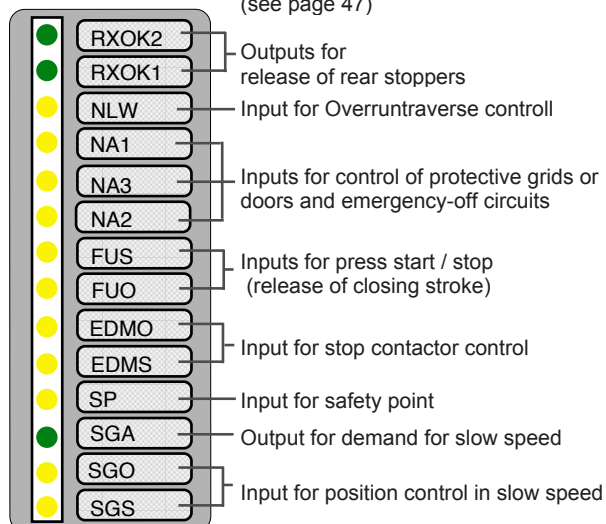 (see page 47)
RXOK2
RXOK1
Outputs for
release of rear stoppers
NLW
Input for Overruntraverse controll
NA1
NA3
NA2
Inputs for control of protective grids or
doors and emergency-off circuits
FUS
FUO
Inputs for press start / stop
(release of closing stroke)
EDMO
EDMS
Input for stop contactor control
SP
Input for safety point
SGA
Output for demand for slow speed
SGO
SGS
Input for position control in slow speed